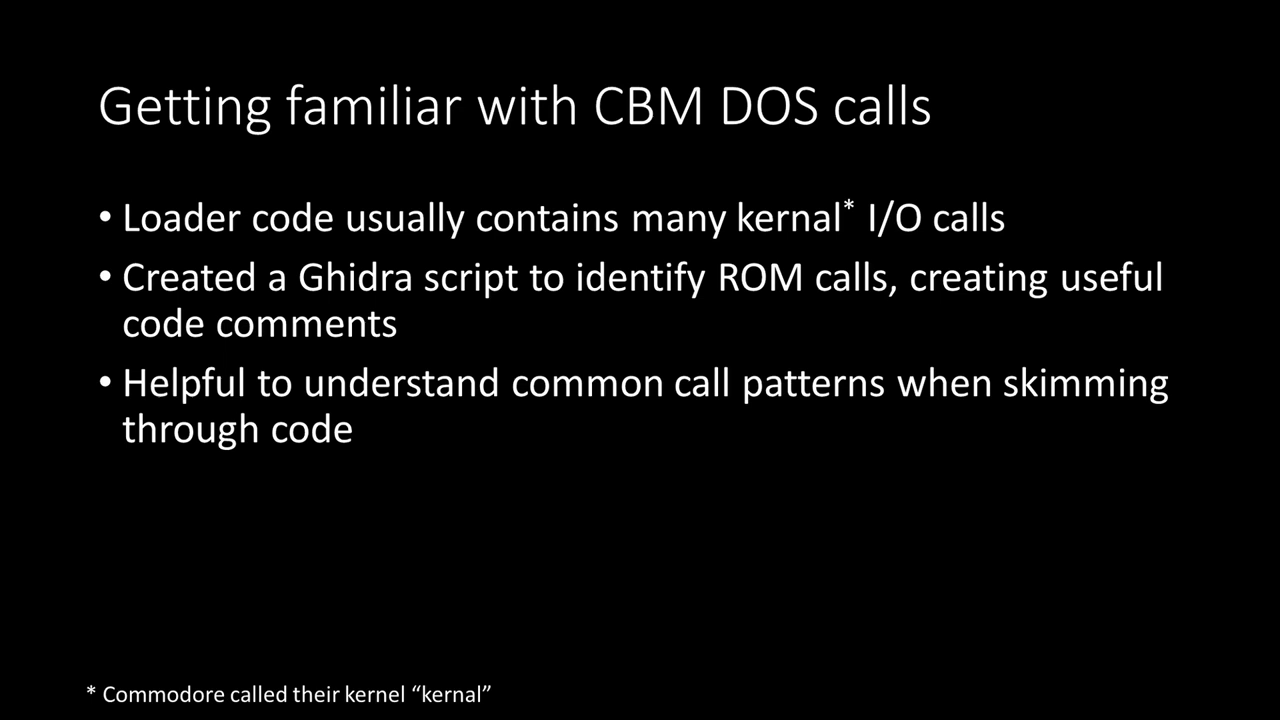 Getting familiar with CBM DOS calls
• Loader code usually contains many kernal* I/O calls
• Created a Ghidra script to identify ROM calls, creating useful
code comments
• Helpful to understand common call patterns when skimming
through code
* Commodore called their kernel “kernal”